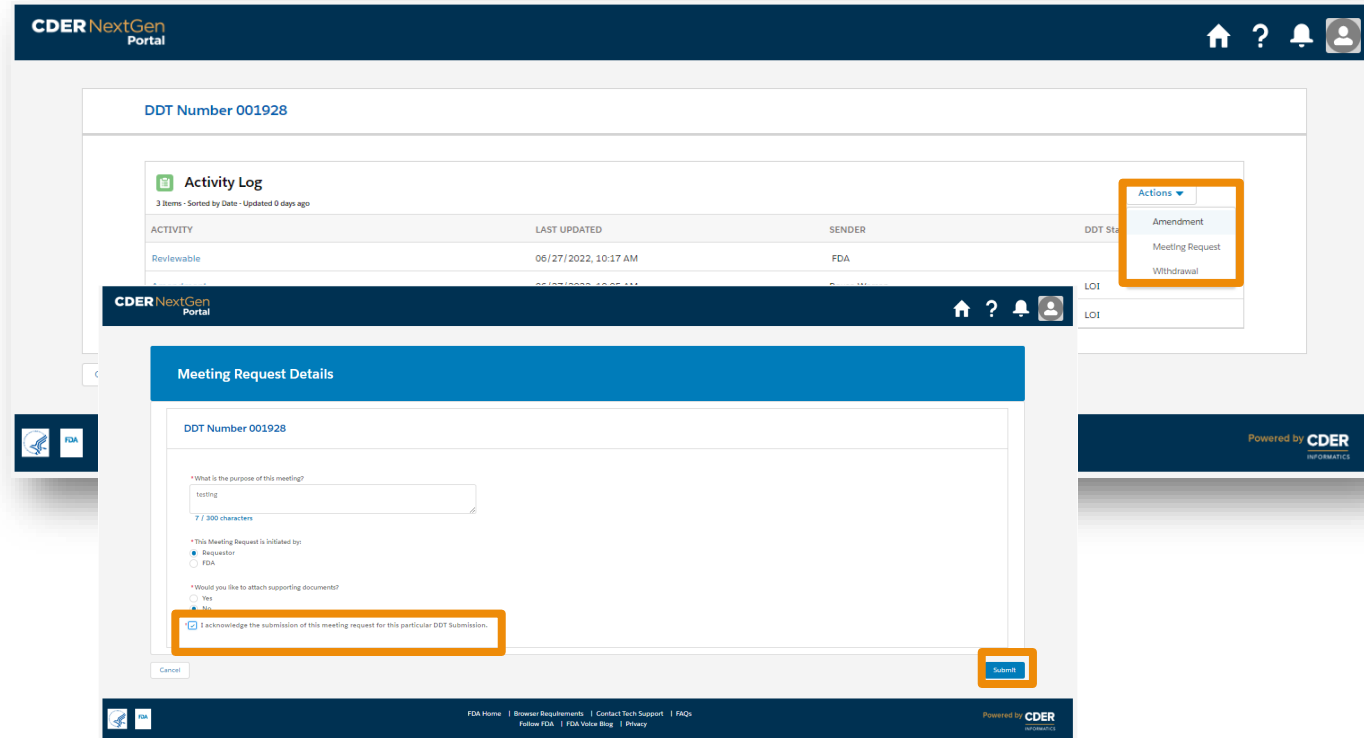 CDER NextGen
Portal
DDT Number 001928
Activity Log
3 Items - Sorted by Date - Updated 0 days ago
Actions
Amendment
Meeting Request
Withdrawal
ACTIVITY LAST UPDATED SENDER DDT Sta
Reviewable 06/27/2022, 10:17 AM FDA
LOI
LOI
CDER NextGen
Portal
Meeting Request Details
DDT Number 001928
*What is the purpose of this meeting?
testing
7 / 300 characters
*This Meeting Request is initiated by:
Requestor
FDA
*Would you like to attach supporting documents?
Yes
No
* I acknowledge the submission of this meeting request for this particular DDT Submission.
Cancel Submit
FDA
Powered by CDER
INFORMATICS
FDA
FDA Home | Browser Requirements | Contact Tech Support | FAQs
Follow FDA | FDA Voice Blog | Privacy
Powered by CDER
INFORMATICS